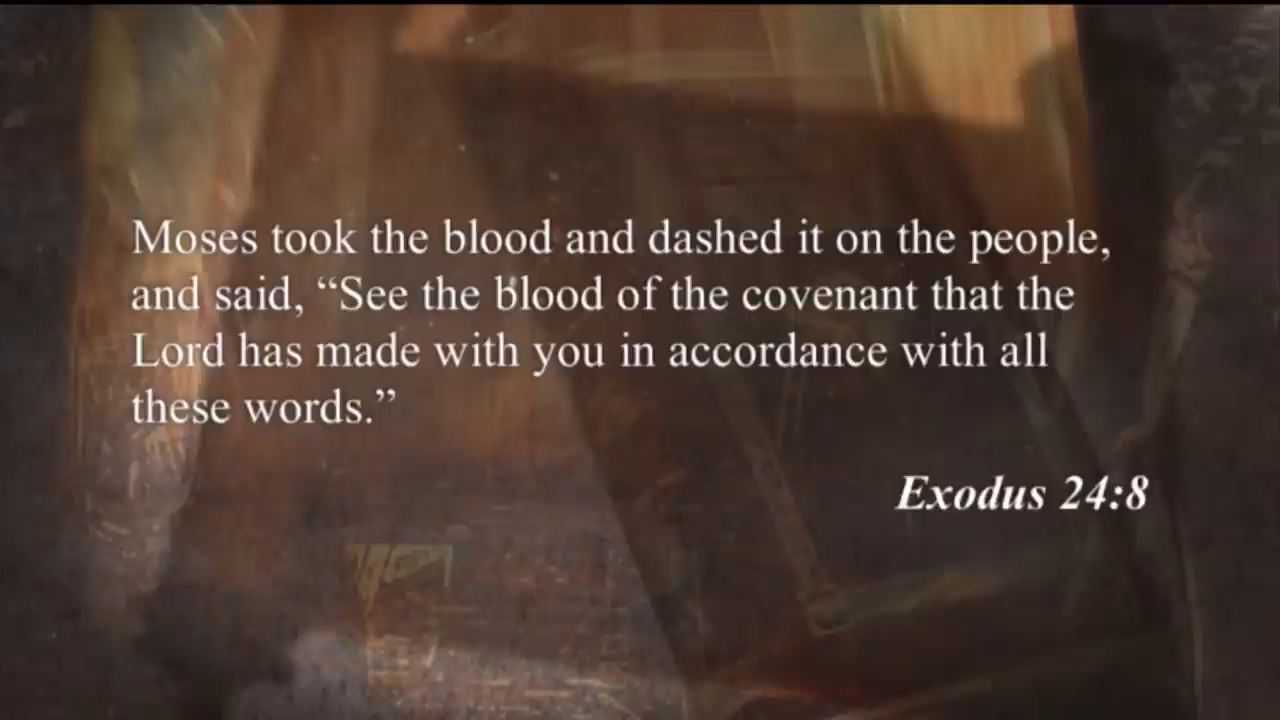 Moses took the blood and dashed it on the people,
and said, “See the blood of the covenant that the
Lord has made with you in accordance with all
these words.”
Exodus 24:8